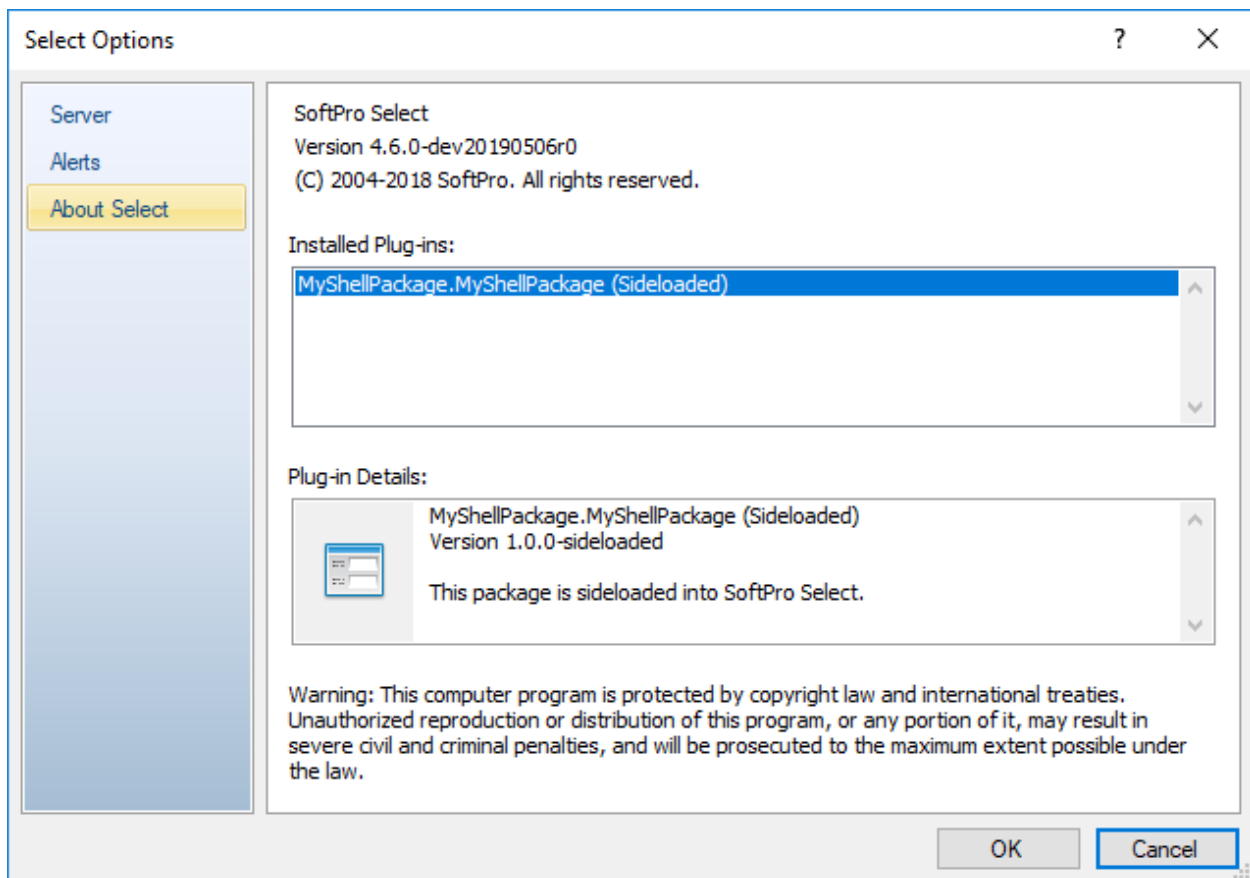 Select Options
?
Server
Alerts
About Select
SoftPro Select
Version 4.6.0-dev20190506r0
(C) 2004-2018 SoftPro. All rights reserved.
Installed Plug-ins:
MyShellPackage.MyShellPackage (Sideloaded)
Plug-in Details:
MyShellPackage.MyShellPackage (Sideloaded)
Version 1.0.0-sideloaded
This package is sideloaded into SoftPro Select.
Warning: This computer program is protected by copyright law and international treaties.
Unauthorized reproduction or distribution of this program, or any portion of it, may result in
severe civil and criminal penalties, and will be prosecuted to the maximum extent possible under
the law.
OK
Cancel